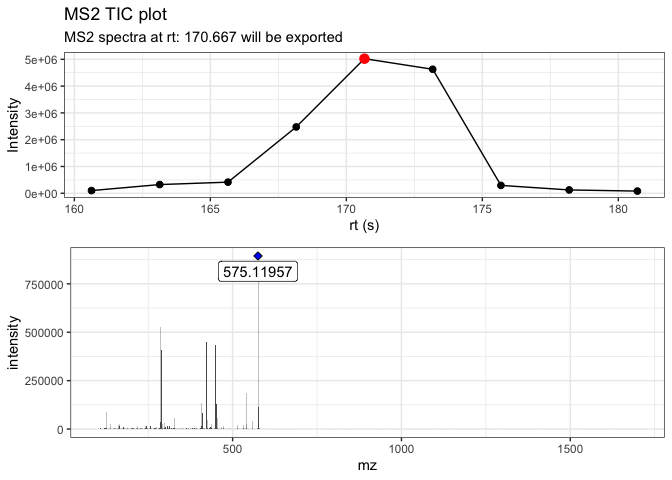 MS2 TIC plot
MS2 spectra at rt: 170.667 will be exported
5e+06
4e+06
3e+06
2e+06
1e+06
0e+00
Intensity
160
165
170
175
180
rt (s)
575.11957
750000
500000
250000
0
intensity
500
1000
1500
mz